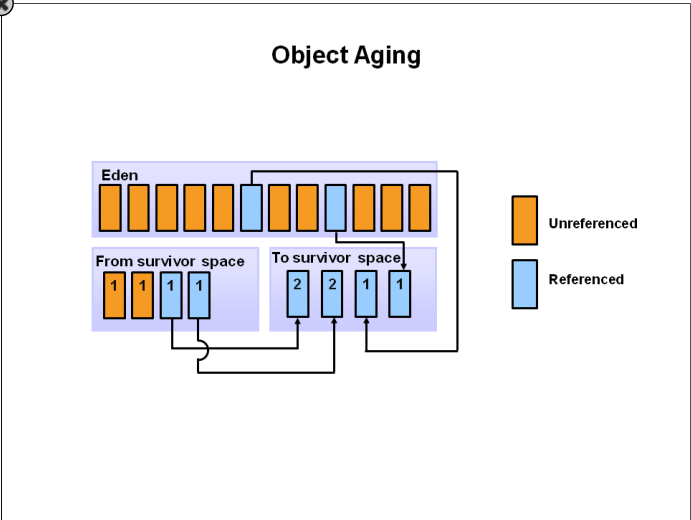 Object Aging
Eden
From survivor space
1 1 1 1
To survivor space
2 2 1 1
Unreferenced
Referenced